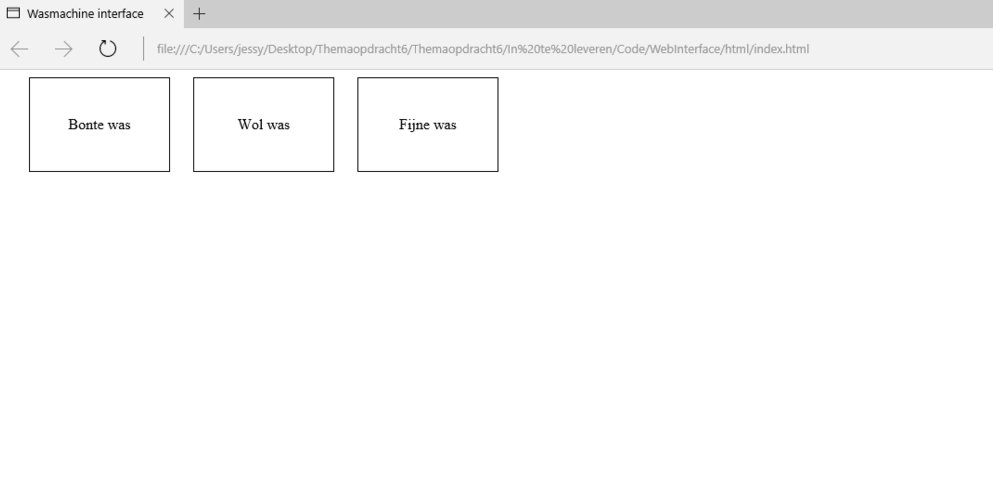 Wasmachine interface
file:///C:/Users/jessy/Desktop/Themaopdracht6/Themaopdracht6/In%20te%20leveren/Code/WebInterface/html/index.html
Bonte was Wol was Fijne was